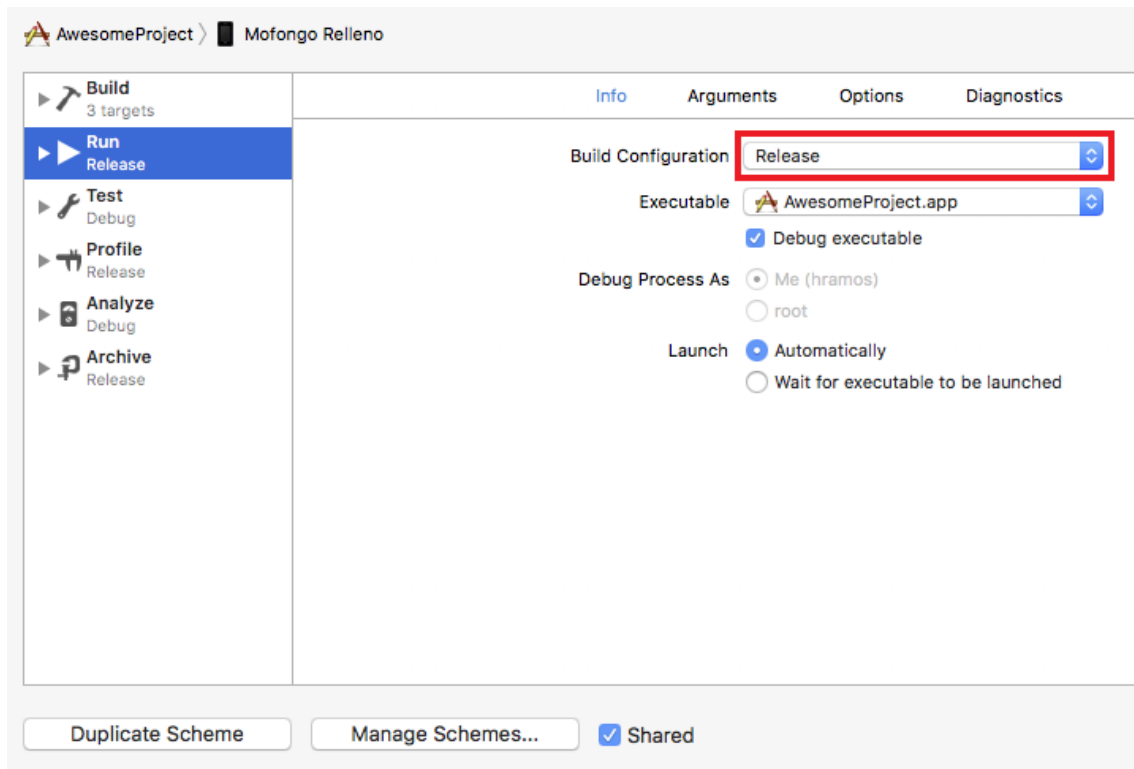 AwesomeProject 〉 Mofongo Relleno
Build
3 targets
Run
Release
Test
Debug
Profile
Release
Analyze
Debug
Archive
Release
Info Arguments Options Diagnostics
Build Configuration Release
Executable AwesomeProject.app
Debug executable
Debug Process As Me (hramos)
root
Launch Automatically
Wait for executable to be launched
Duplicate Scheme Manage Schemes... Shared